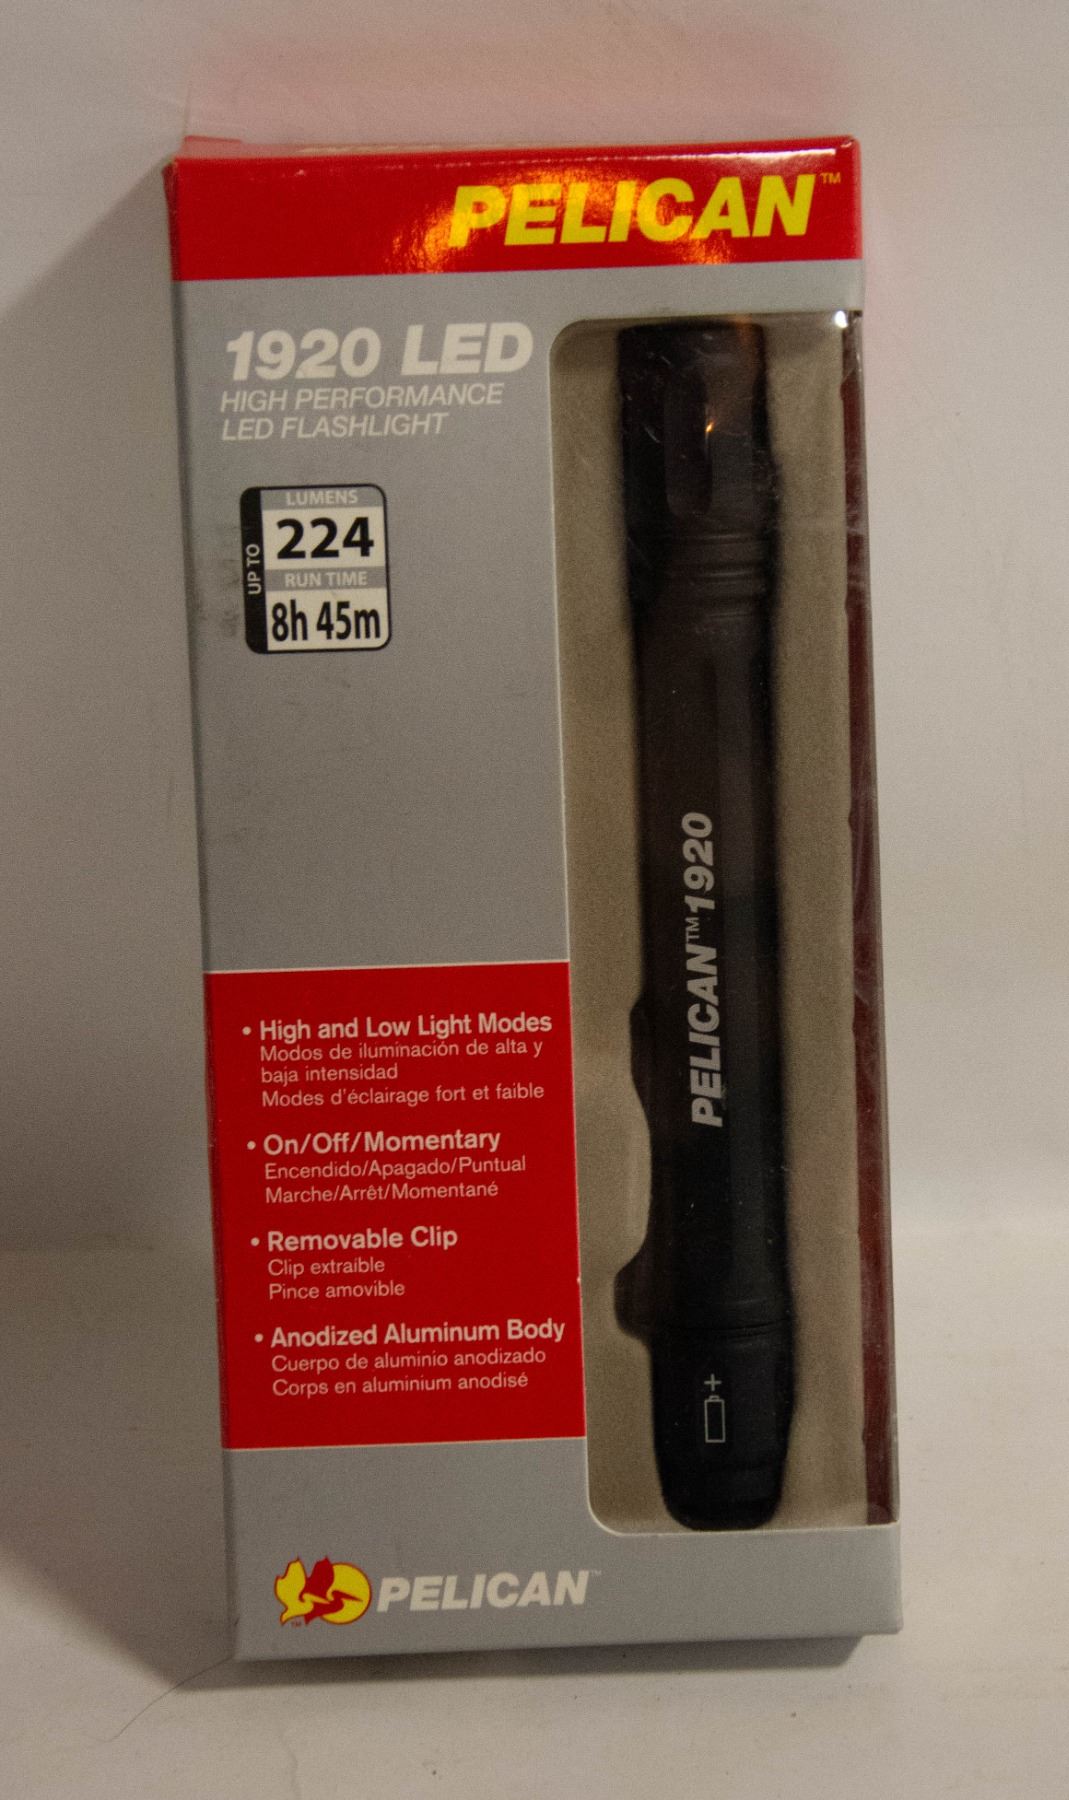 PELICAN™
1920 LED
HIGH PERFORMANCE
LED FLASHLIGHT
UP TO
LUMENS
224
RUN TIME
8h 45m
PELICAN™1920
• High and Low Light Modes
Modos de iluminación de alta y
baja intensidad
Modes d'éclairage fort et faible
• On/Off/Momentary
Encendido/Apagado/Puntual
Marche/Arrêt/Momentané
• Removable Clip
Clip extraíble
Pince amovible
• Anodized Aluminum Body
Cuerpo de aluminio anodizado
Corps en aluminium anodisé
+
TM
PELICAN™